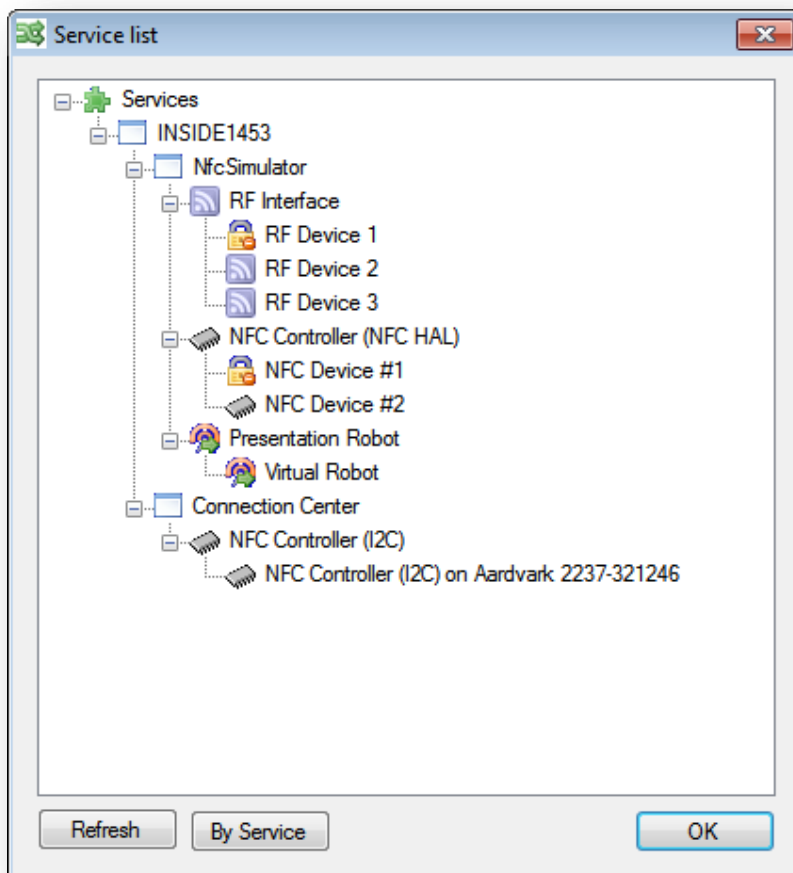 Service list
Services
INSIDE1453
NfcSimulator
RF Interface
RF Device 1
RF Device 2
RF Device 3
NFC Controller (NFC HAL)
NFC Device #1
NFC Device #2
Presentation Robot
Virtual Robot
Connection Center
NFC Controller (I2C)
NFC Controller (I2C) on Aardvark 2237-321246
Refresh By Service OK